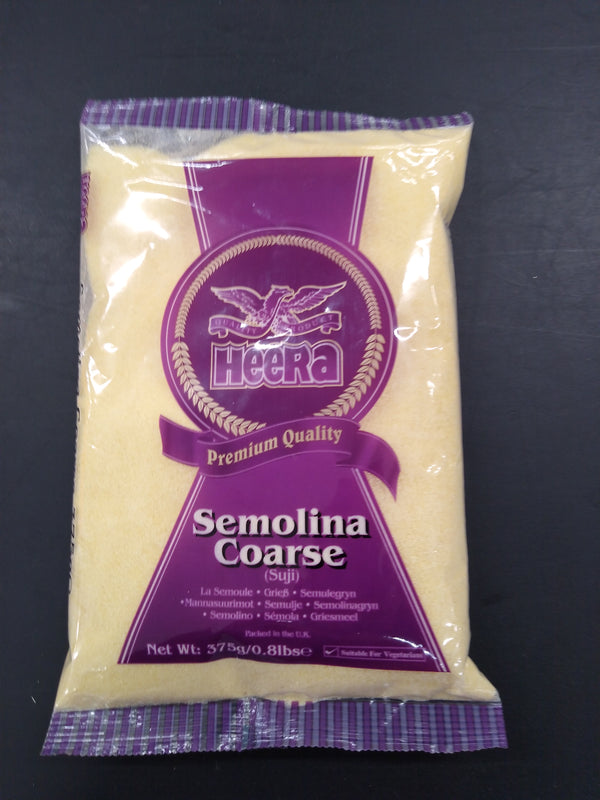 QUALITY PRODUCT
HEERA
Premium Quality
Semolina
Coarse
(Suji)
La Semoule • Grieß • Semulegryn
•Mannasuurimot • Semulje • Semolinagryn
• Semolino • Sémola • Griesmeel
Packed in the U.K.
Net Wt: 375g/0.8lbs℮
Suitable For Vegetarians